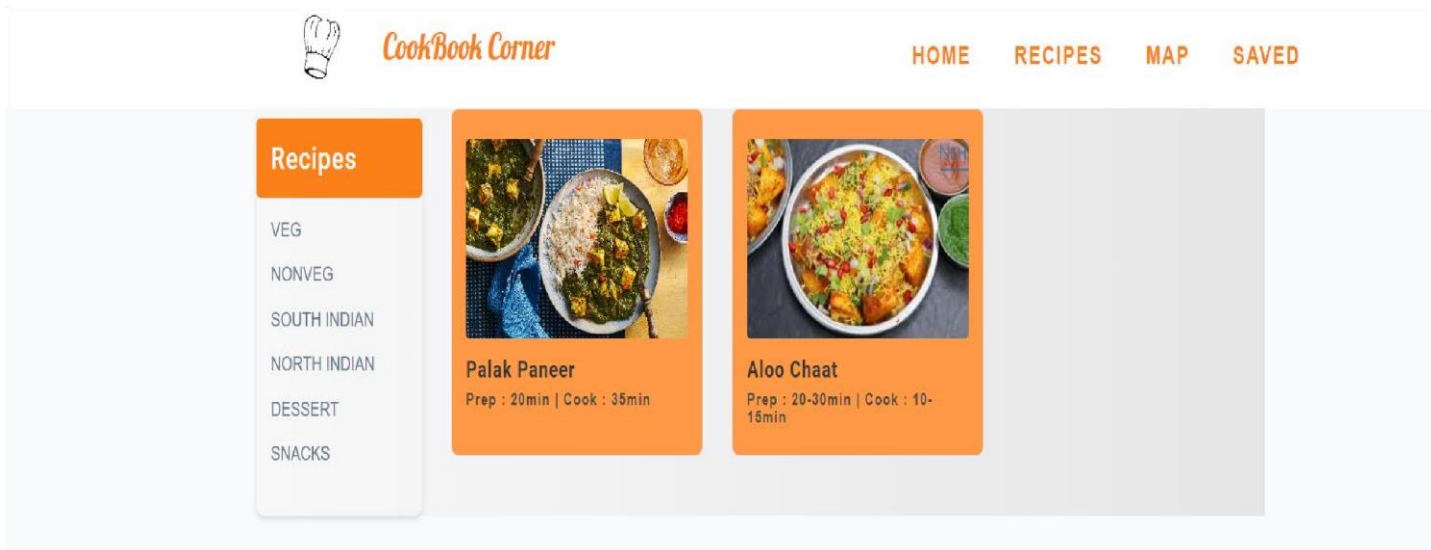 CookBook Corner
HOME RECIPES MAP SAVED
Recipes
VEG
NONVEG
SOUTH INDIAN
NORTH INDIAN
DESSERT
SNACKS
Palak Paneer
Prep : 20min | Cook : 35min
Aloo Chaat
Prep : 20-30min | Cook : 10-
15min